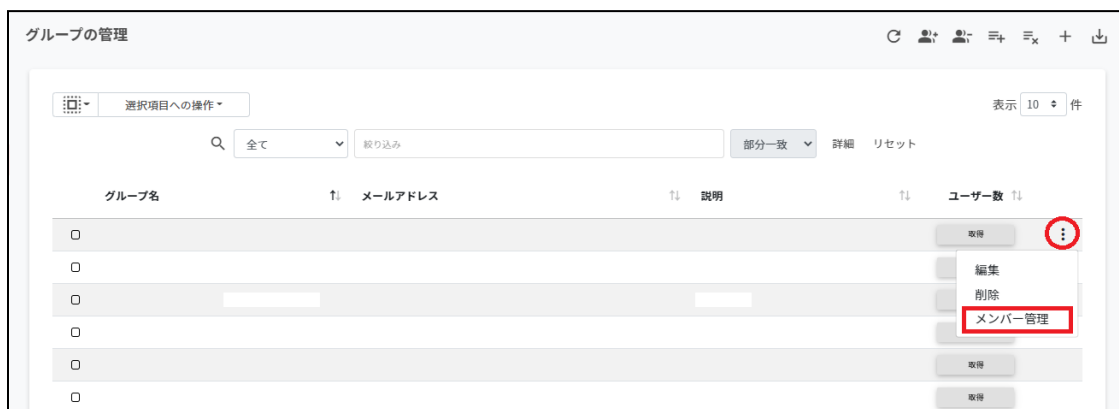 グループの管理
選択項目への操作
表示 10 件
全て 絞り込み 部分一致 詳細 リセット
グループ名 メールアドレス 説明 ユーザー数
取得
編集
削除
メンバー管理
取得
取得